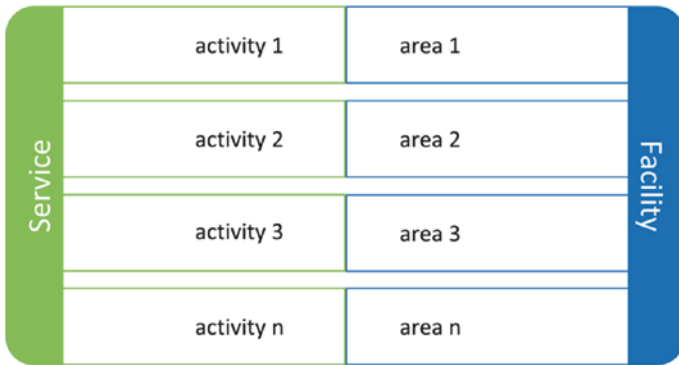 Service
activity 1
area 1
activity 2
area 2
activity 3
area 3
activity n
area n
Facility